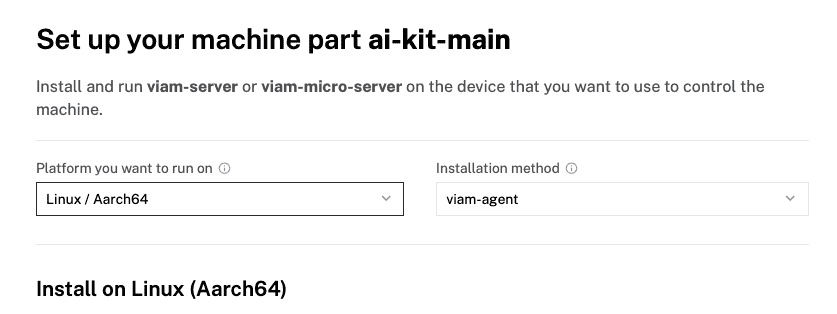 Set up your machine part ai-kit-main
Install and run viam-server or viam-micro-server on the device that you want to use to control the
machine.
Platform you want to run on
Installation method
Linux / Aarch64
viam-agent
Install on Linux (Aarch64)